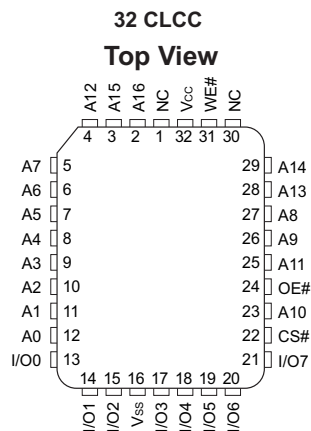 32 CLCC
Top View
A12 A15 A16 NC Vcc WE# NC
4 3 2 1 32 31 30
A7 5 29 A14
A6 6 28 A13
A5 7 27 A8
A4 8 26 A9
A3 9 25 A11
A2 10 24 OE#
A1 11 23 A10
A0 12 22 CS#
I/O0 13 21 I/O7
14 15 16 17 18 19 20
I/O1 I/O2 Vss I/O3 I/O4 I/O5 I/O6